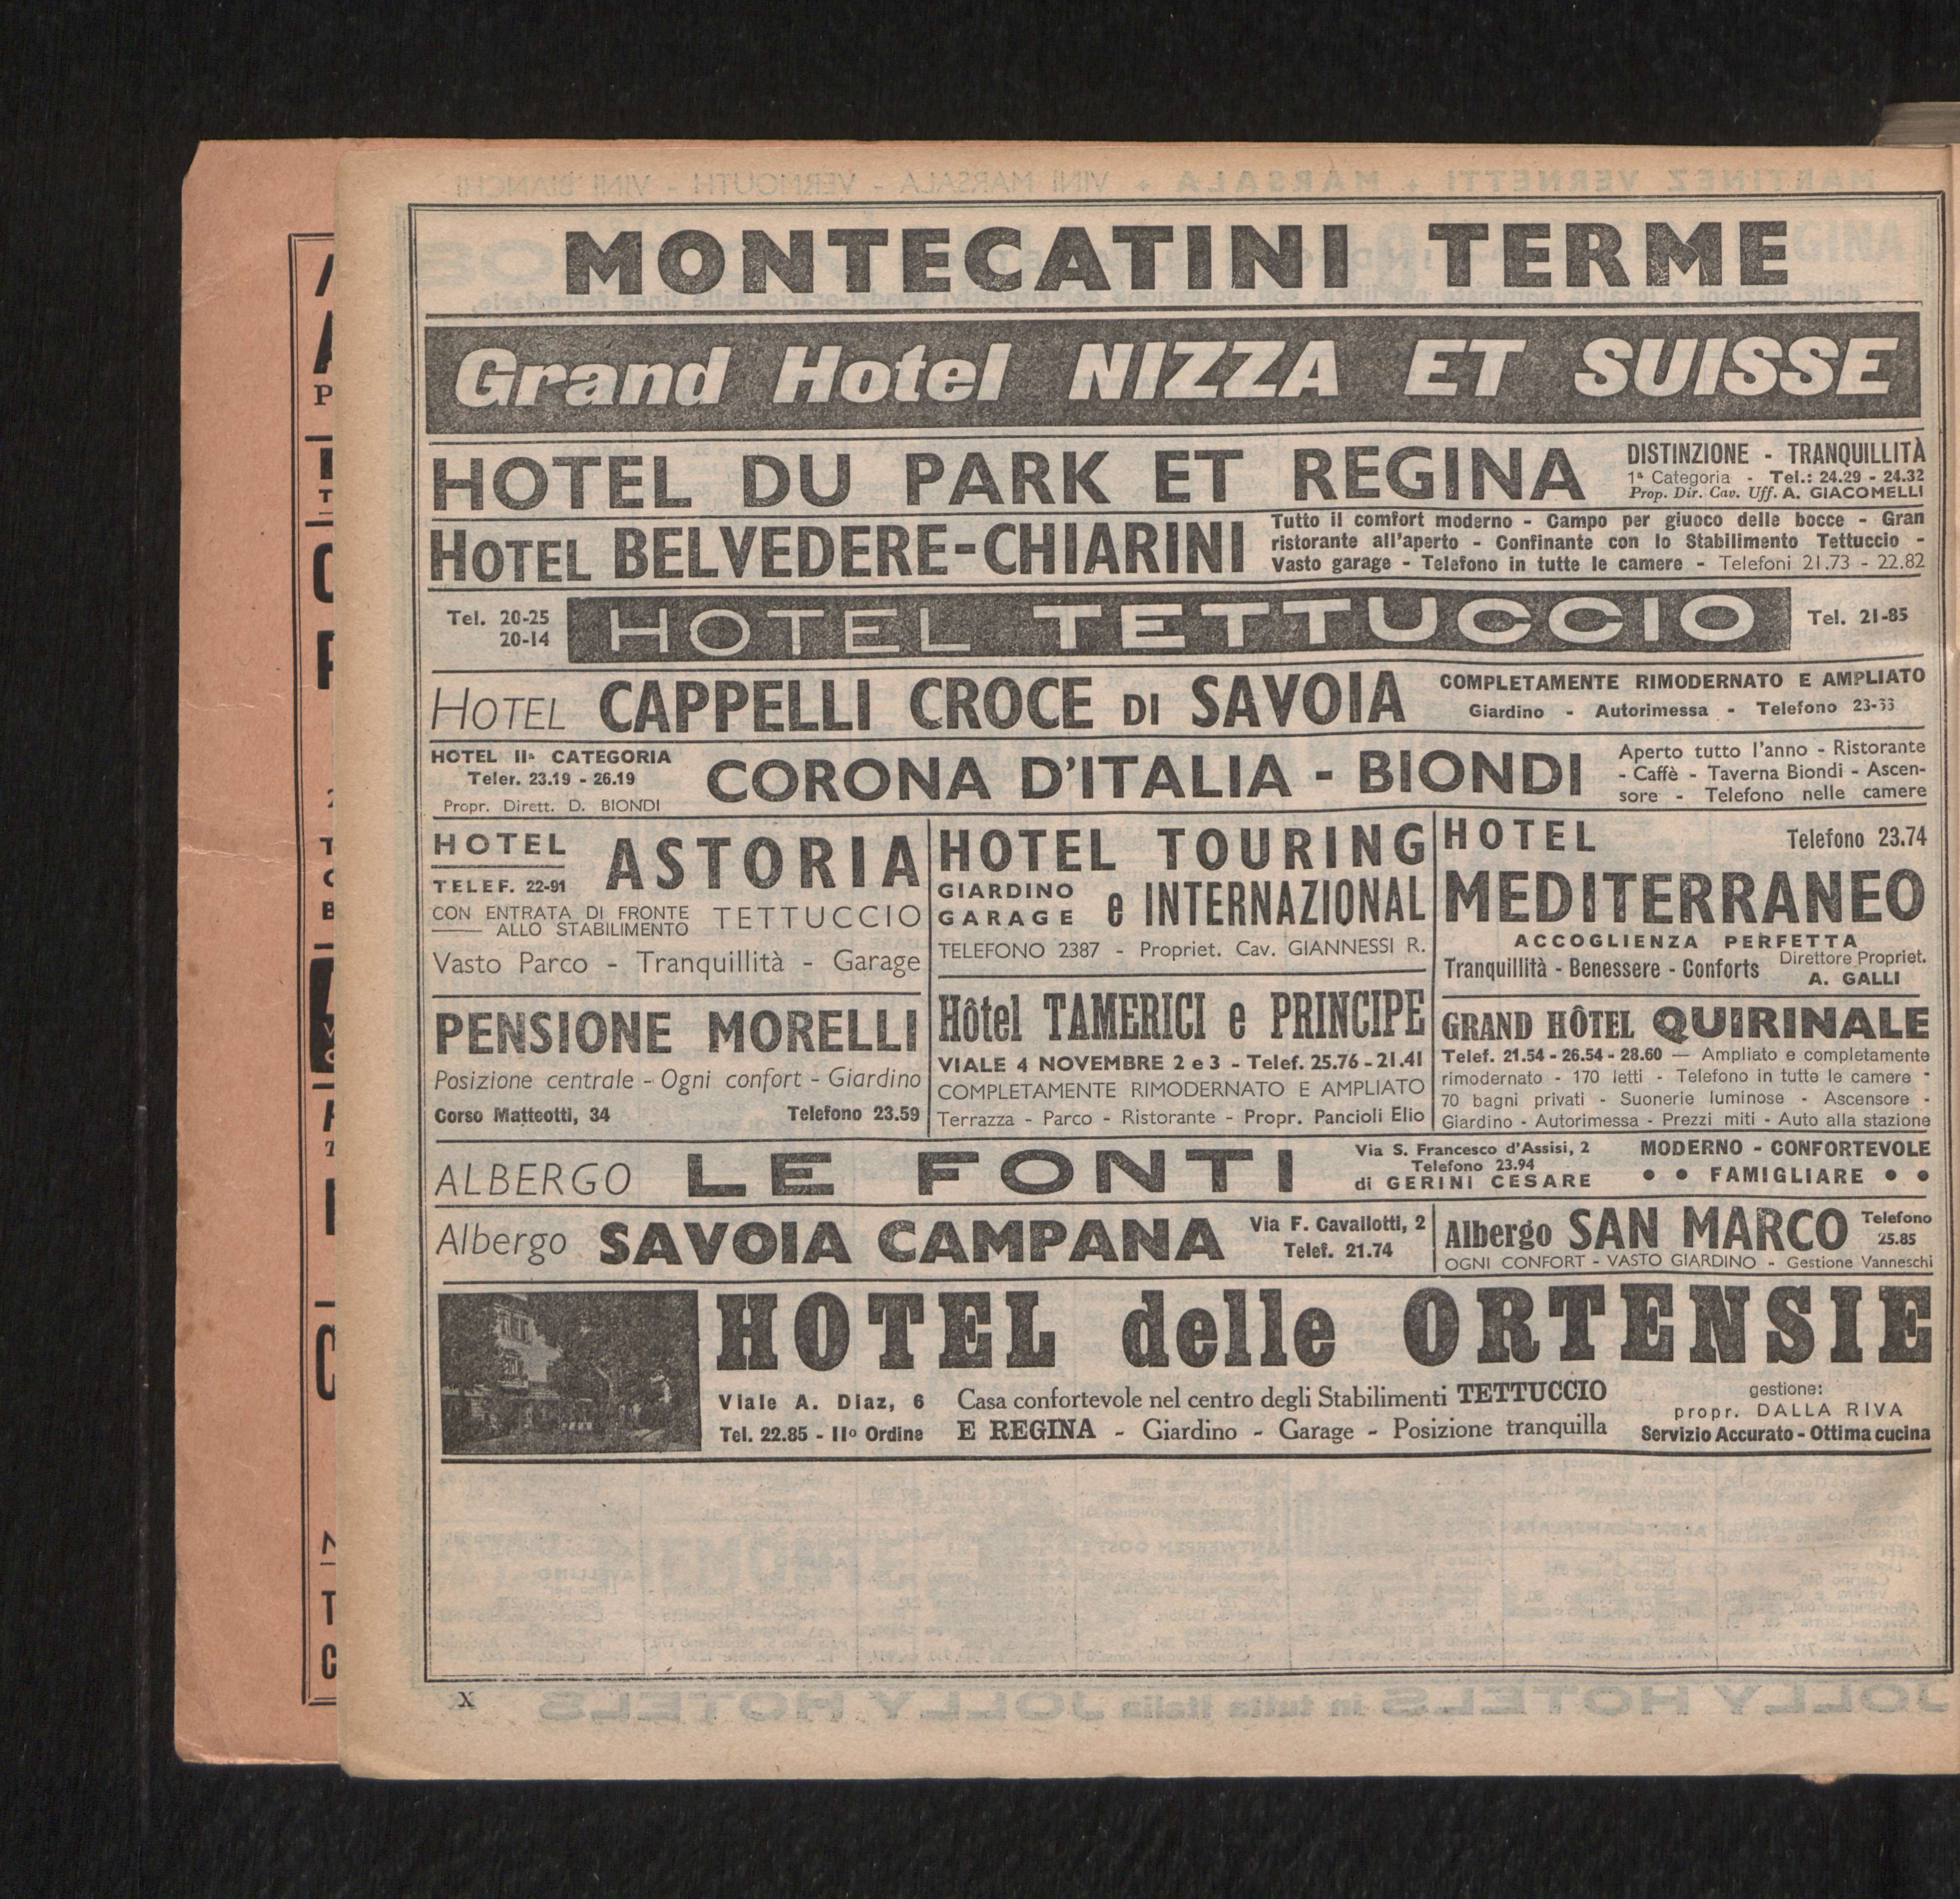 MONTECATINI TERME
Grand Hotel NIZZA ET SUISSE
HOTEL DU PARK ET REGINA
DISTINZIONE - TRANQUILLITÀ
1ª Categoria - Tel.: 24.29 - 24.32
Prop. Dir. Cav. Uff. A. GIACOMELLI
HOTEL BELVEDERE-CHIARINI
Tutto il comfort moderno - Campo per giuoco delle bocce - Gran
ristorante all'aperto - Confinante con lo Stabilimento Tettuccio -
Vasto garage - Telefono in tutte le camere - Telefoni 21.73 - 22.82
Tel. 20-25
20-14
HOTEL TETTUCCIO
Tel. 21-85
HOTEL CAPPELLI CROCE DI SAVOIA
COMPLETAMENTE RIMODERNATO E AMPLIATO
Giardino - Autorimessa - Telefono 23-33
HOTEL IIª CATEGORIA
Teler. 23.19 - 26.19
Propr. Dirett. D. BIONDI
CORONA D'ITALIA - BIONDI
Aperto tutto l'anno - Ristorante
- Caffè - Taverna Biondi - Ascen-
sore - Telefono nelle camere
HOTEL
TELEF. 22-91
ASTORIA
CON ENTRATA DI FRONTE
ALLO STABILIMENTO
TETTUCCIO
Vasto Parco - Tranquillità - Garage
HOTEL TOURING
GIARDINO
GARAGE
e INTERNAZIONAL
TELEFONO 2387 - Propriet. Cav. GIANNESSI R.
HOTEL
Telefono 23.74
MEDITERRANEO
ACCOGLIENZA PERFETTA
Tranquillità - Benessere - Conforts
Direttore Propriet.
A. GALLI
PENSIONE MORELLI
Posizione centrale - Ogni confort - Giardino
Corso Matteotti, 34 Telefono 23.59
Hôtel TAMERICI e PRINCIPE
VIALE 4 NOVEMBRE 2 e 3 - Telef. 25.76 - 21.41
COMPLETAMENTE RIMODERNATO E AMPLIATO
Terrazza - Parco - Ristorante - Propr. Pancioli Elio
GRAND HÔTEL QUIRINALE
Telef. 21.54 - 26.54 - 28.60 — Ampliato e completamente
rimodernato - 170 letti - Telefono in tutte le camere -
70 bagni privati - Suonerie luminose - Ascensore -
Giardino - Autorimessa - Prezzi miti - Auto alla stazione
ALBERGO LE FONTI
Via S. Francesco d'Assisi, 2
Telefono 23.94
di GERINI CESARE
MODERNO - CONFORTEVOLE
• • FAMIGLIARE • •
Albergo SAVOIA CAMPANA
Via F. Cavallotti, 2
Telef. 21.74
Albergo SAN MARCO
Telefono
25.85
OGNI CONFORT - VASTO GIARDINO - Gestione Vanneschi
HOTEL delle ORTENSIE
Viale A. Diaz, 6
Tel. 22.85 - IIº Ordine
Casa confortevole nel centro degli Stabilimenti TETTUCCIO
E REGINA - Giardino - Garage - Posizione tranquilla
gestione:
propr. DALLA RIVA
Servizio Accurato - Ottima cucina
X